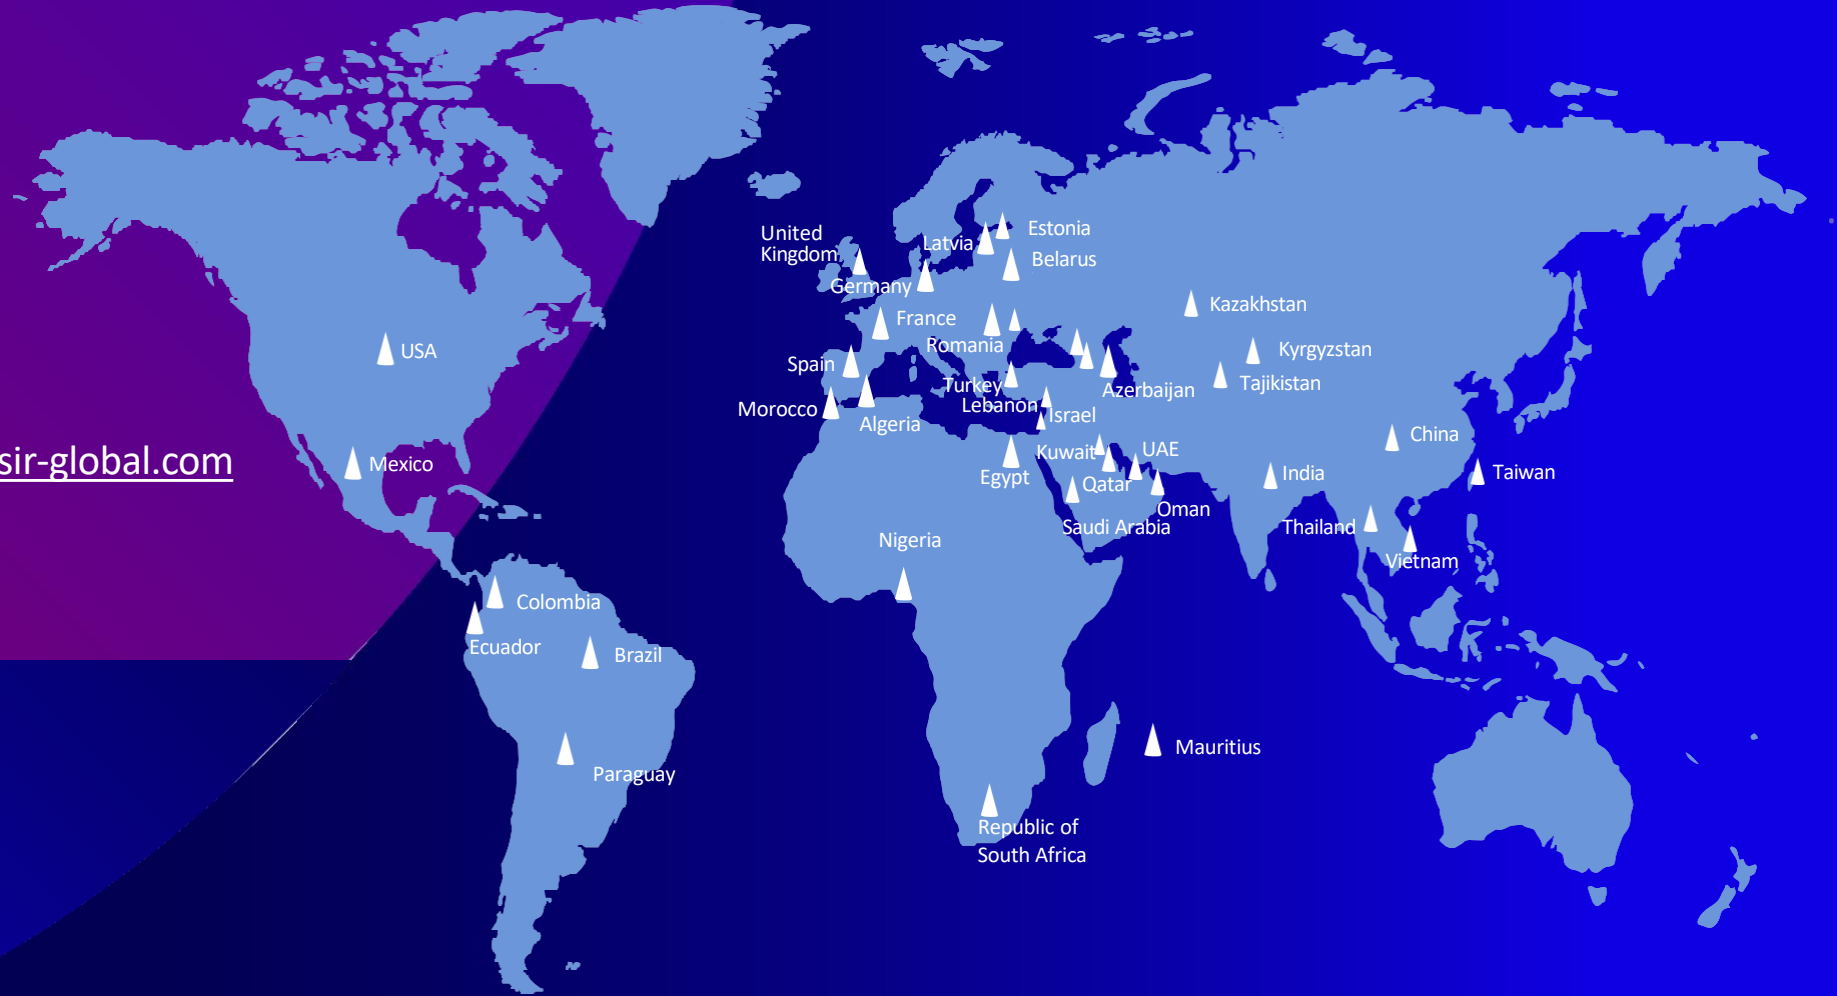 United
Kingdom
Latvia
Estonia
Belarus
Germany
France
Kazakhstan
Romania
USA
Spain
Kyrgyzstan
Turkey
Azerbaijan
Tajikistan
Morocco
Lebanon
Israel
Algeria
China
sir-global.com
Mexico
Kuwait
UAE
Egypt
Qatar
India
Taiwan
Oman
Saudi Arabia
Thailand
Nigeria
Vietnam
Colombia
Ecuador
Brazil
Mauritius
Paraguay
Republic of
South Africa